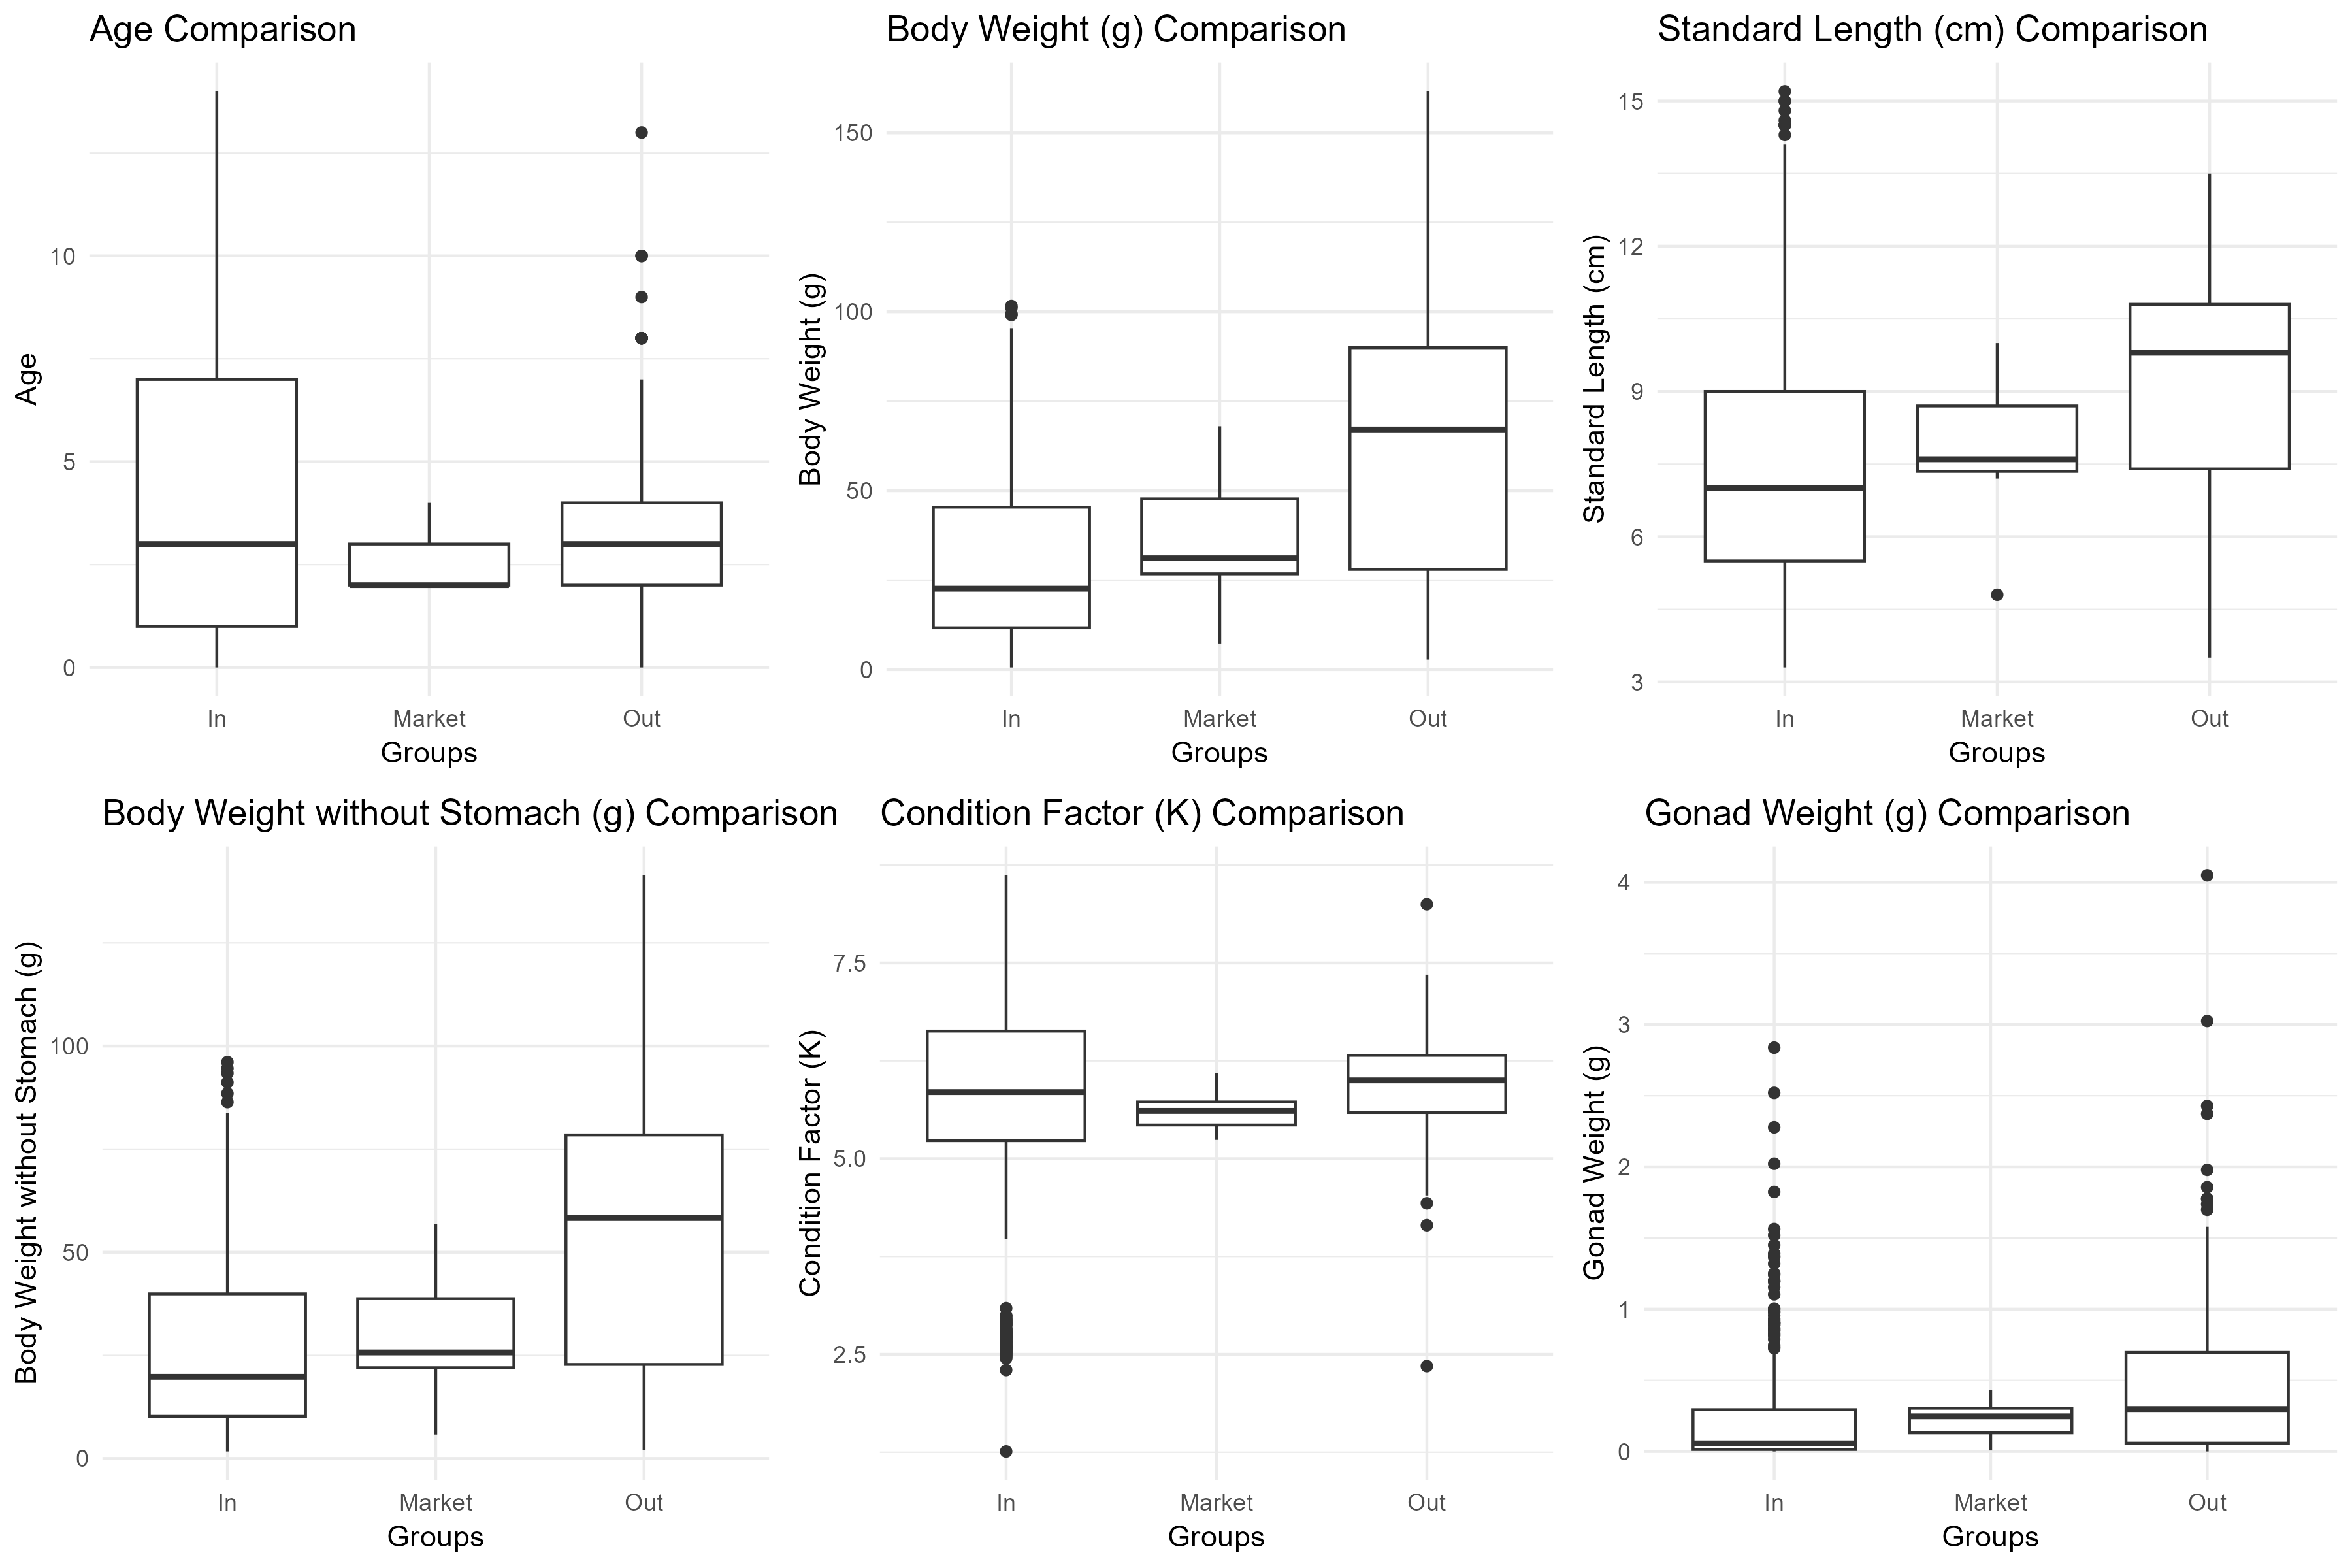 Age Comparison
Age
10
5
0
In Market Out
Groups
Body Weight (g) Comparison
Body Weight (g)
150
100
50
0
In Market Out
Groups
Standard Length (cm) Comparison
Standard Length (cm)
15
12
9
6
3
In Market Out
Groups
Body Weight without Stomach (g) Comparison
Body Weight without Stomach (g)
100
50
0
In Market Out
Groups
Condition Factor (K) Comparison
Condition Factor (K)
7.5
5.0
2.5
In Market Out
Groups
Gonad Weight (g) Comparison
Gonad Weight (g)
4
3
2
1
0
In Market Out
Groups